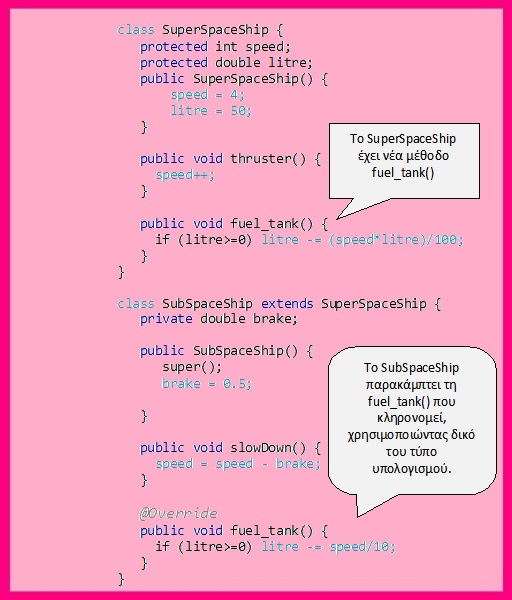 class SuperSpaceShip {
protected int speed;
protected double litre;
public SuperSpaceShip() {
speed = 4;
litre = 50;
}
public void thruster() {
speed++;
}
public void fuel_tank() {
if (litre>=0) litre -= (speed*litre)/100;
}
}
Το SuperSpaceShip
έχει νέα μέθοδο
fuel_tank()
class SubSpaceShip extends SuperSpaceShip {
private double brake;
public SubSpaceShip() {
super();
brake = 0.5;
}
public void slowDown() {
speed = speed - brake;
}
@Override
public void fuel_tank() {
if (litre>=0) litre -= speed/10;
}
}
Το SubSpaceShip
παρακάμπτει τη
fuel_tank() που
κληρονομεί,
χρησιμοποιώντας δικό
του τύπο
υπολογισμού.